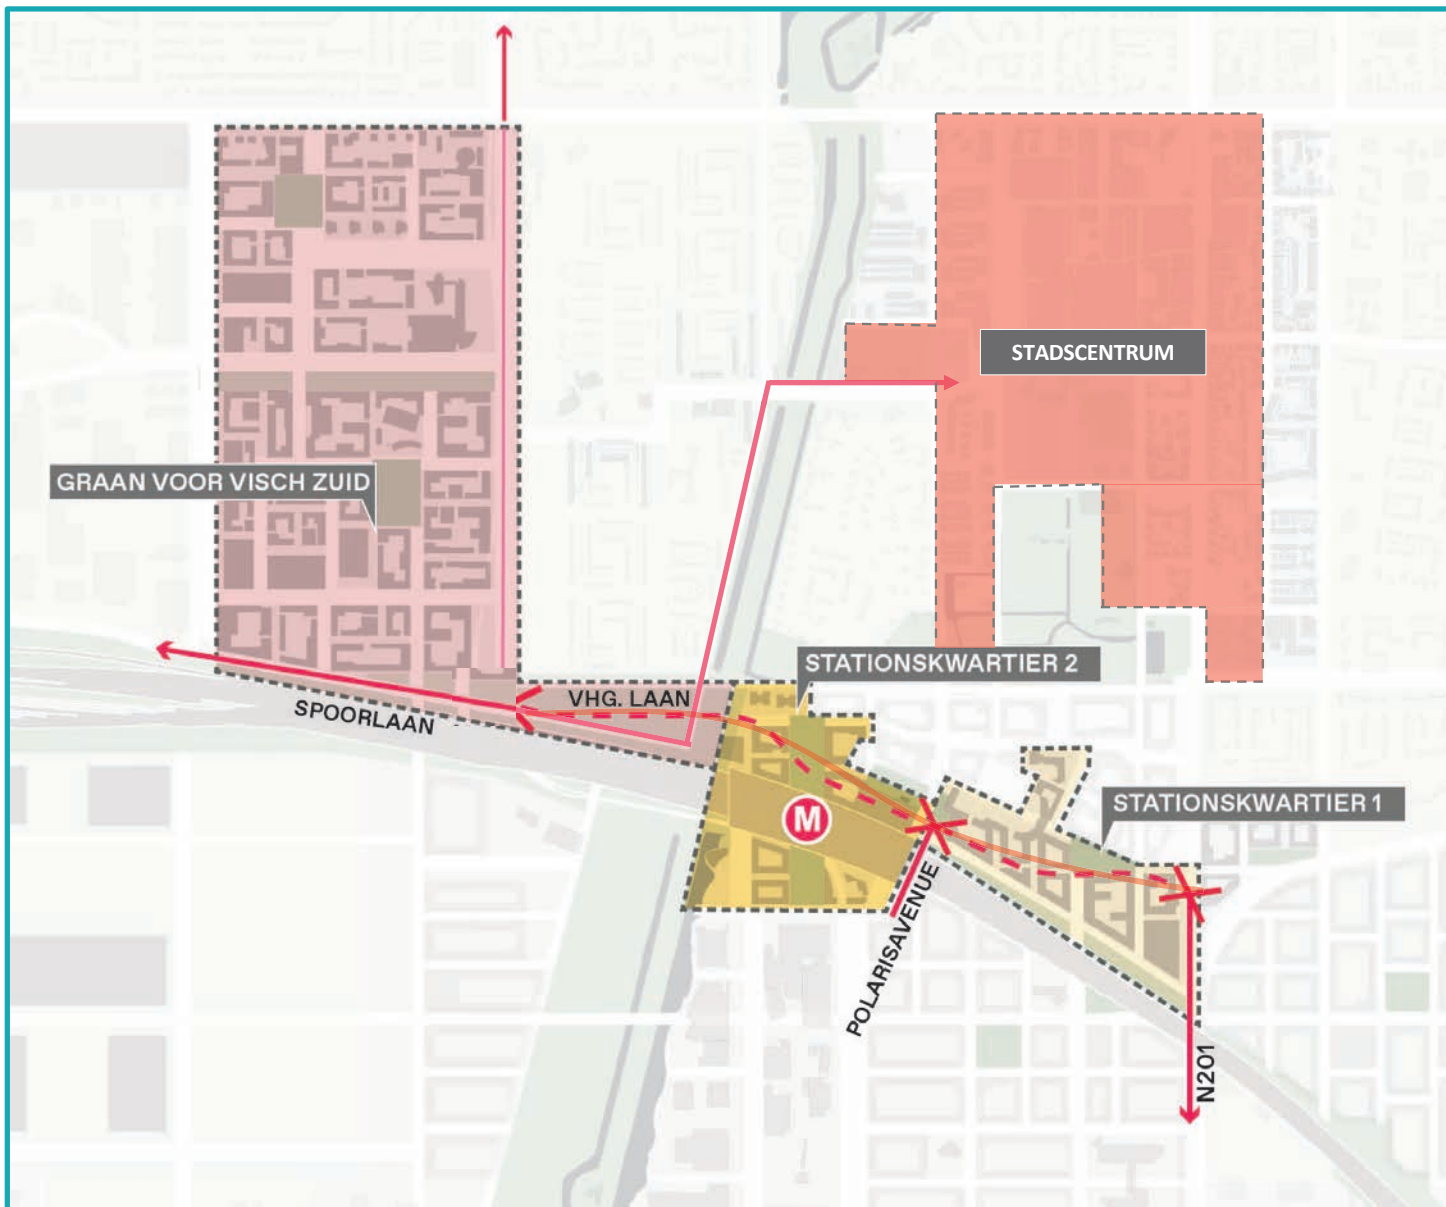 STADSCENTRUM
GRAAN VOOR VISCH ZUID
STATIONSKWARTIER 2
VHG. LAAN
SPOORLAAN
STATIONSKWARTIER 1
M
POLARISAVENUE
N201